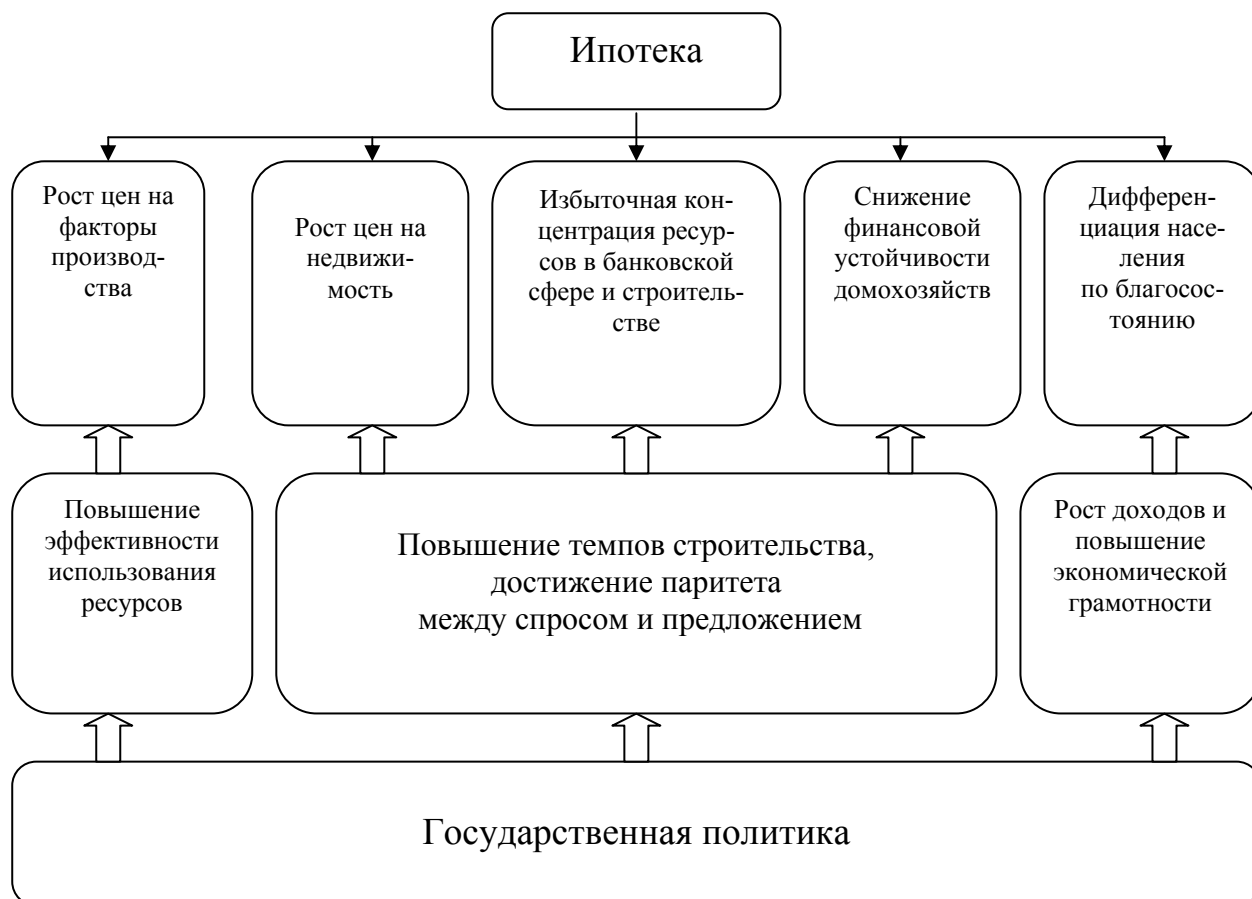 Ипотека
Рост цен на
факторы
производ-
ства
Рост цен на
недвижи-
мость
Избыточная кон-
центрация ресур-
сов в банковской
сфере и строитель-
стве
Снижение
финансовой
устойчивости
домохозяйств
Дифферен-
циация насе-
ления
по благосос-
тоянию
Повышение
эффективности
использования
ресурсов
Повышение темпов строительства,
достижение паритета
между спросом и предложением
Рост доходов и
повышение
экономической
грамотности
Государственная политика